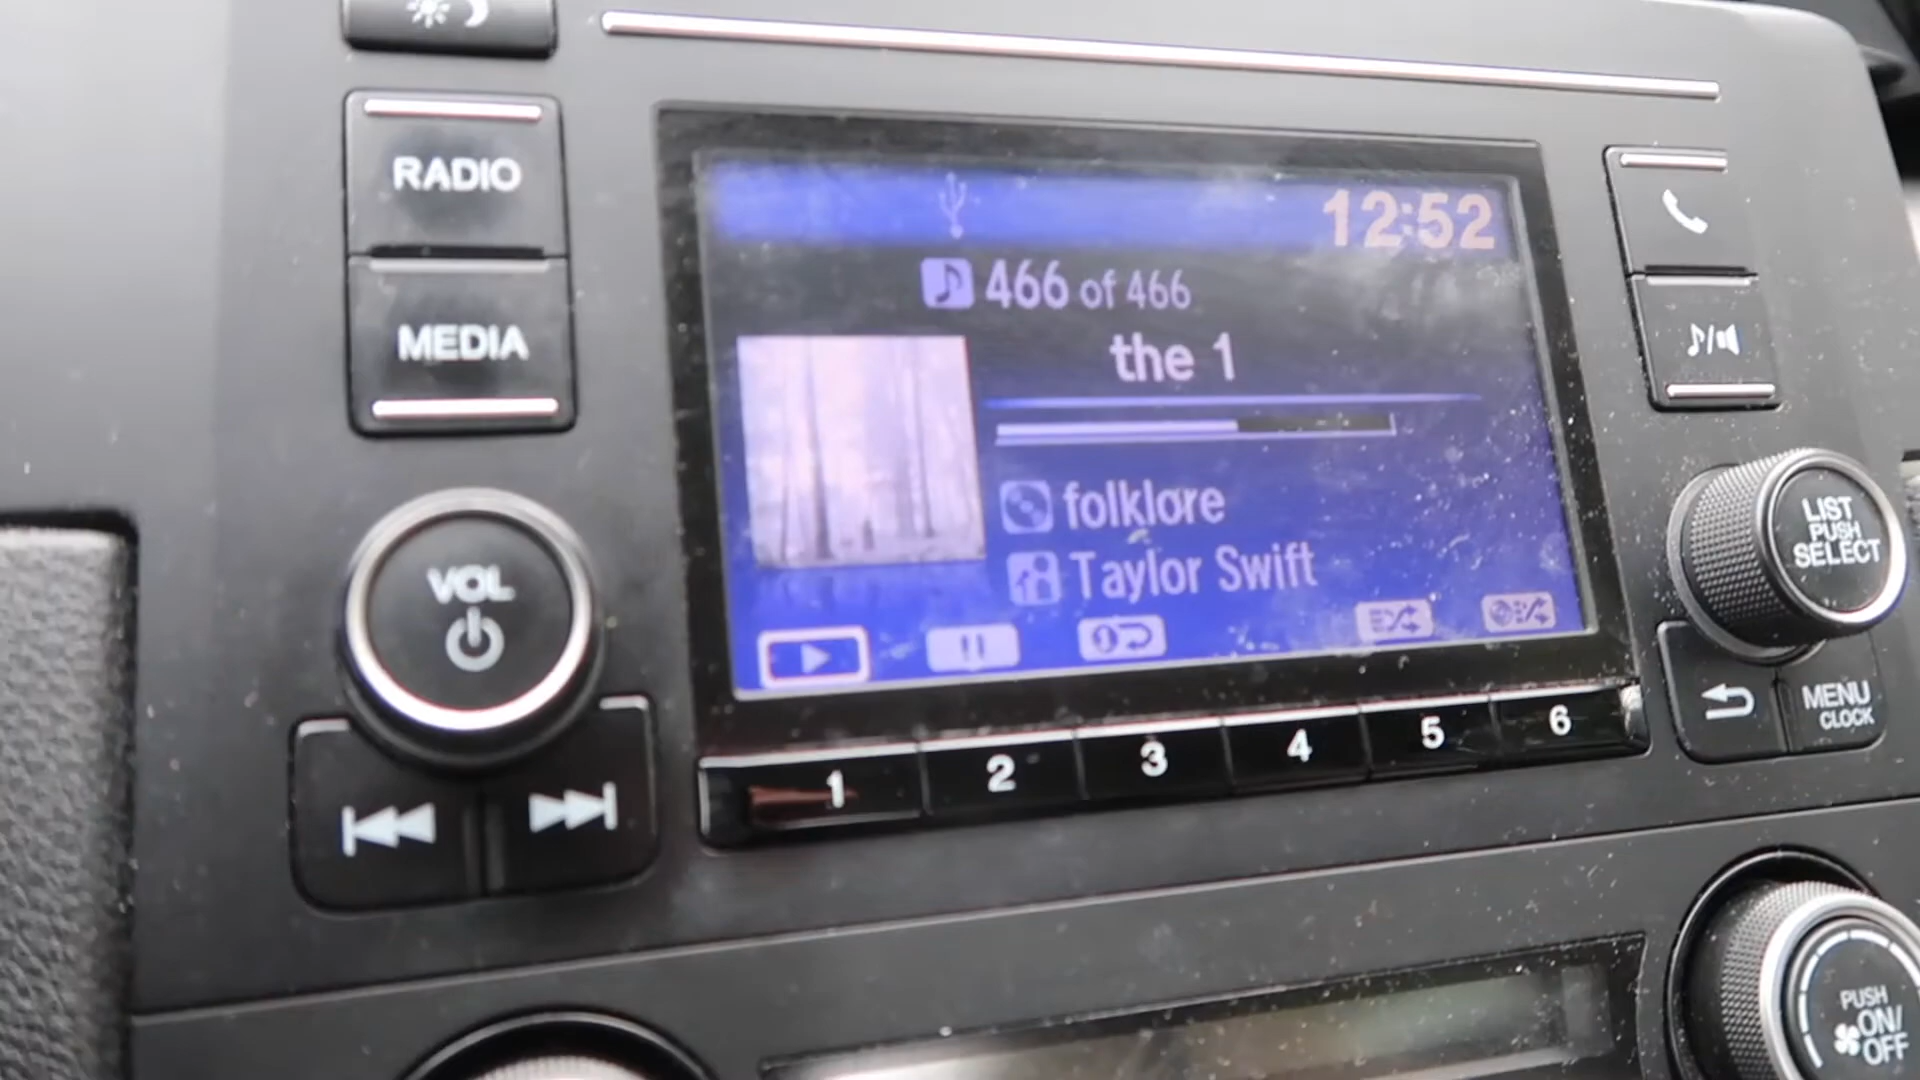 RADIO
MEDIA
VOL
12:52
466 of 466
the 1
folklore
Taylor Swift
1 2 3 4 5 6
LIST
PUSH
SELECT
MENU
CLOCK
PUSH
ON/
OFF